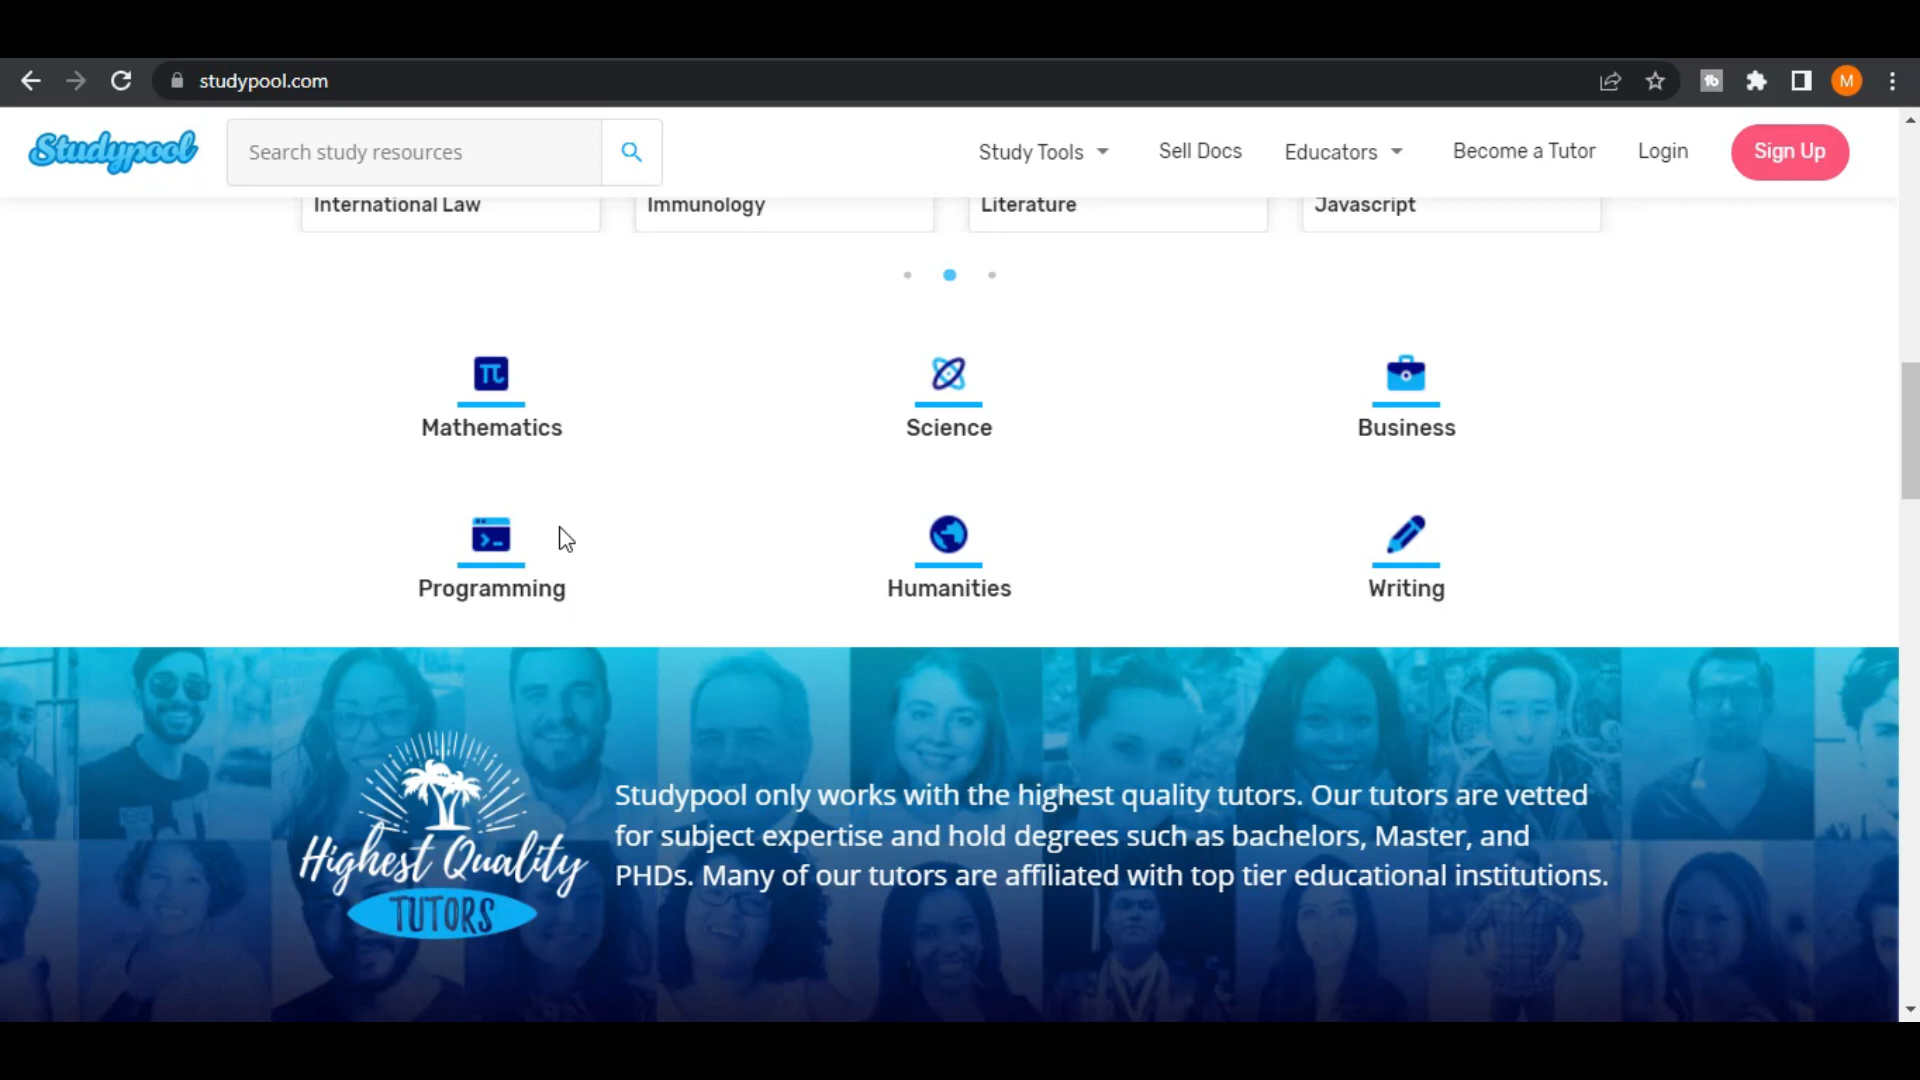 studypool.com
M
Studypool
Search study resources
Study Tools
Sell Docs
Educators
Become a Tutor
Login
Sign Up
International Law
Immunology
Literature
Javascript
Mathematics
Science
Business
Programming
Humanities
Writing
Highest Quality
TUTORS
Studypool only works with the highest quality tutors. Our tutors are vetted
for subject expertise and hold degrees such as bachelors, Master, and
PHDs. Many of our tutors are affiliated with top tier educational institutions.